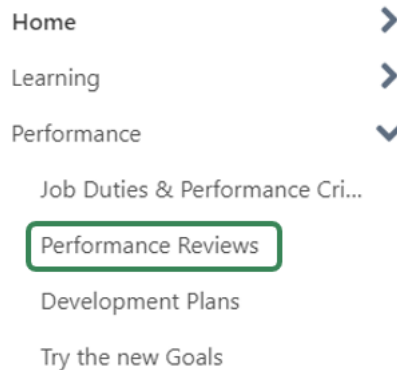 Home
Learning
Performance
Job Duties & Performance Cri...
Performance Reviews
Development Plans
Try the new Goals